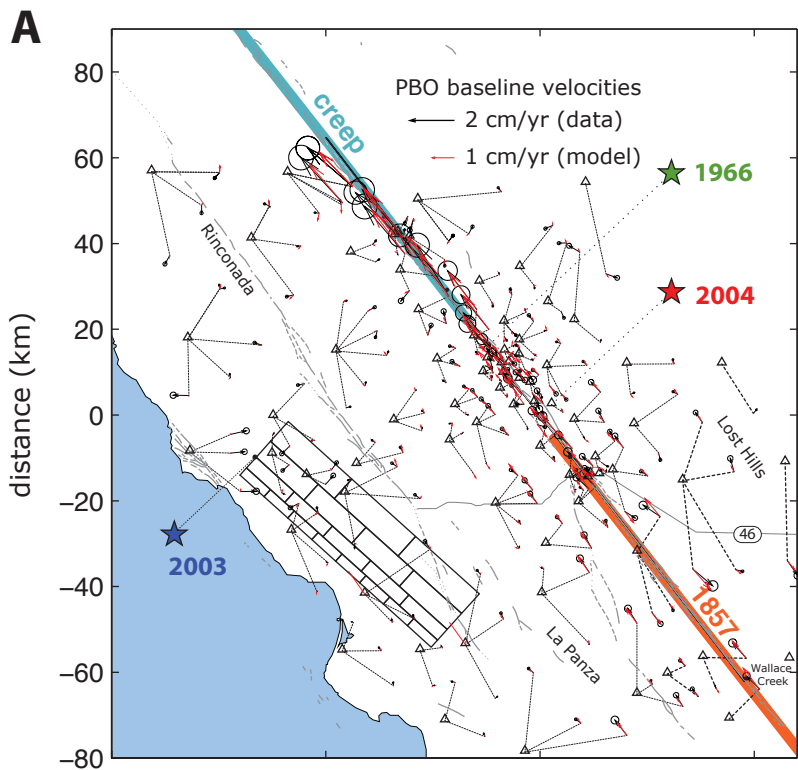 A
PBO baseline velocities
2 cm/yr (data)
1 cm/yr (model)
creep
1966
2004
2003
1857
Rinconada
Lost Hills
La Panza
46
Wallace
Creek
distance (km)
80
60
40
20
0
−20
−40
−60
−80